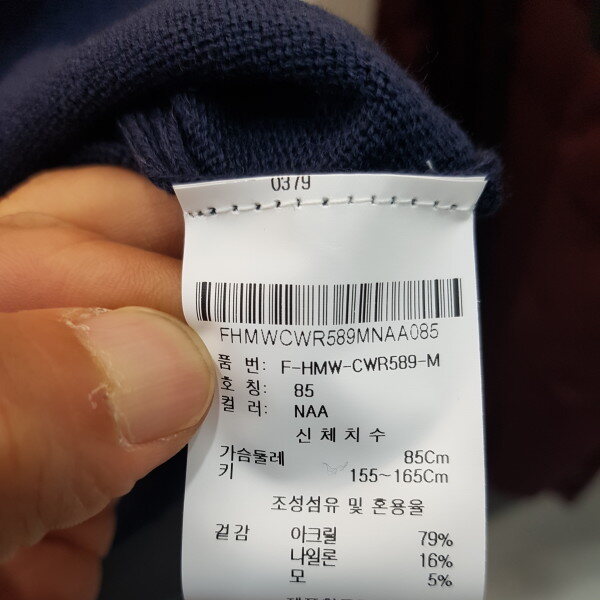 0379
FHMWCWR589MNAA085
품 번: F-HMW-CWR589-M
호 칭: 85
컬 러: NAA
신 체 치 수
가슴둘레 85Cm
키 155~165Cm
조성섬유 및 혼용율
겉 감 아크릴 79%
나일론 16%
모 5%